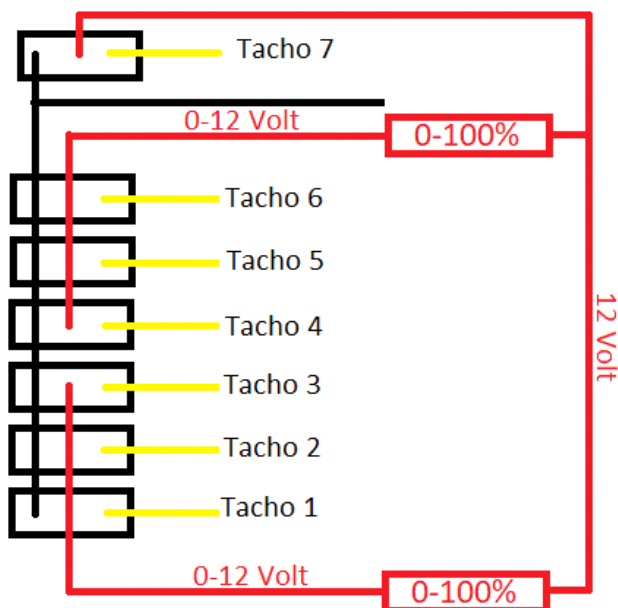 Tacho 7
0-12 Volt
0-100%
Tacho 6
Tacho 5
Tacho 4
12 Volt
Tacho 3
Tacho 2
Tacho 1
0-12 Volt
0-100%